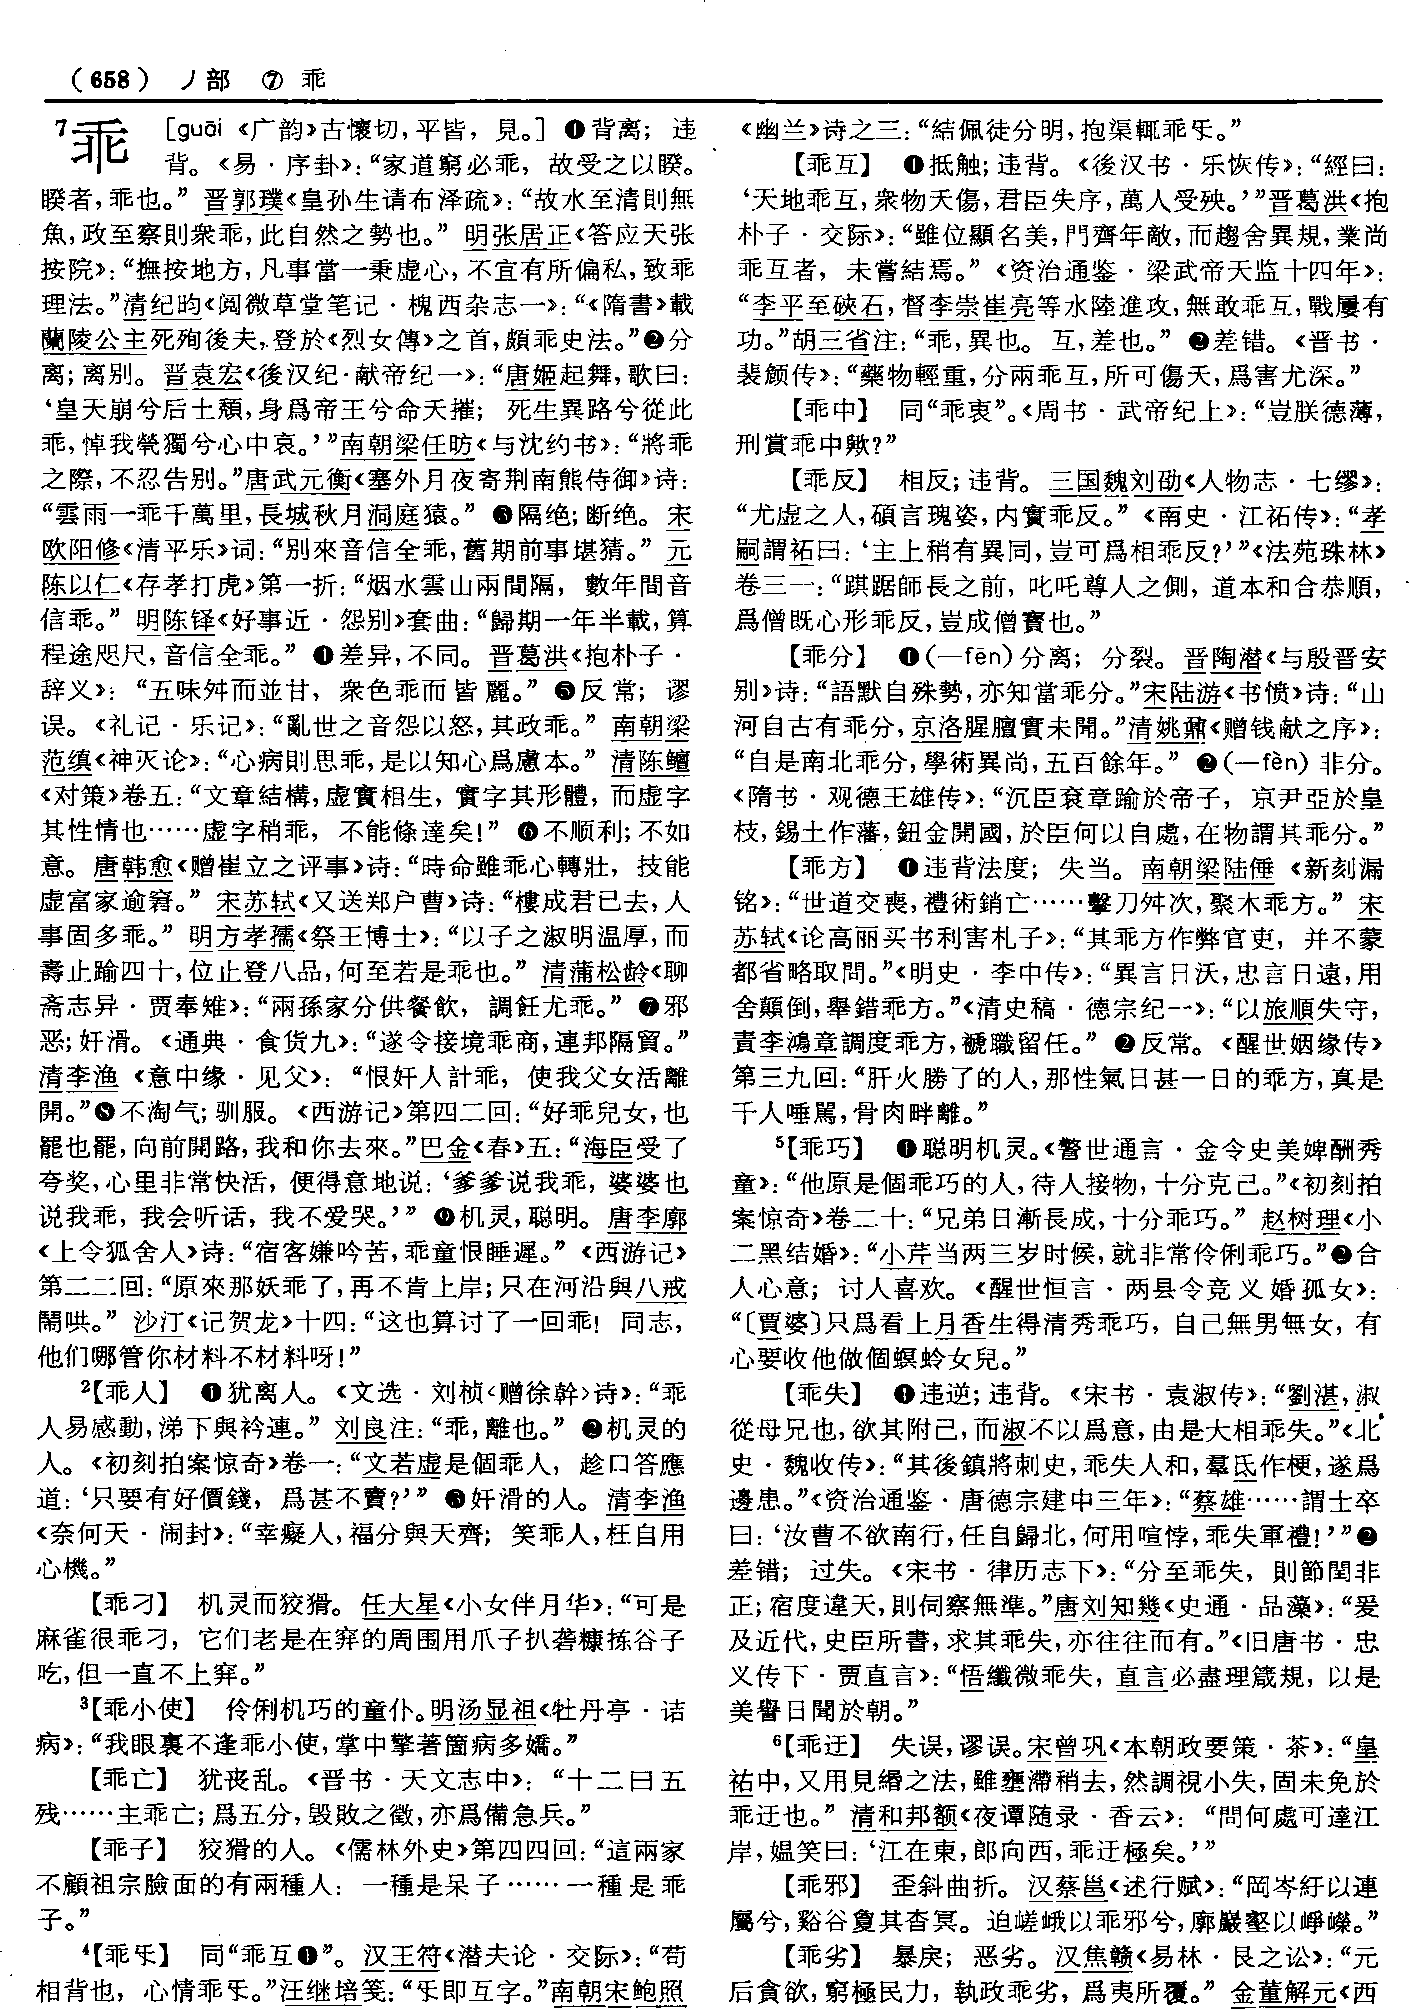 （658） 丿部 ⑦ 乖
7乖 [guāi 《广韵》古懷切，平皆，見。] ❶背离；违
背。《易·序卦》：“家道窮必乖，故受之以睽。
睽者，乖也。” 晋郭璞《皇孙生请布泽疏》：“故水至清則無
魚，政至察則衆乖，此自然之勢也。” 明张居正《答应天张
按院》：“撫按地方，凡事當一秉虚心，不宜有所偏私，致乖
理法。”清纪昀《阅微草堂笔记·槐西杂志一》：“《隋書》載
蘭陵公主死殉後夫，登於《烈女傳》之首，頗乖史法。”❷分
离；离别。晋袁宏《後汉纪·献帝纪一》：“唐姬起舞，歌曰：
‘皇天崩兮后土穨，身爲帝王兮命夭摧；死生異路兮從此
乖，悼我煢獨兮心中哀。’”南朝梁任昉《与沈约书》：“將乖
之際，不忍告别。”唐武元衡《塞外月夜寄荆南熊侍御》诗：
“雲雨一乖千萬里，長城秋月洞庭猿。” ❸隔绝；断绝。宋
欧阳修《清平乐》词：“别來音信全乖，舊期前事堪猜。” 元
陈以仁《存孝打虎》第一折：“烟水雲山兩間隔，數年間音
信乖。” 明陈铎《好事近·怨别》套曲：“歸期一年半載，算
程途咫尺，音信全乖。” ❹差异，不同。晋葛洪《抱朴子·
辞义》：“五味舛而並甘，衆色乖而皆麗。” ❺反常；谬
误。《礼记·乐记》：“亂世之音怨以怒，其政乖。” 南朝梁
范缜《神灭论》：“心病則思乖，是以知心爲慮本。” 清陈鳣
《对策》卷五：“文章結構，虚實相生，實字其形體，而虚字
其性情也……虚字稍乖，不能條達矣！” ❻不顺利；不如
意。唐韩愈《赠崔立之评事》诗：“時命雖乖心轉壯，技能
虚富家逾窘。” 宋苏轼《又送郑户曹》诗：“樓成君已去，人
事固多乖。” 明方孝孺《祭王博士》：“以子之淑明温厚，而
壽止踰四十，位止登八品，何至若是乖也。” 清蒲松龄《聊
斋志异·贾奉雉》：“兩孫家分供餐飲，調飪尤乖。” ❼邪
恶；奸滑。《通典·食货九》：“遂令接境乖商，連邦隔貿。”
清李渔《意中缘·见父》：“恨奸人計乖，使我父女活離
開。”❽不淘气；驯服。《西游记》第四二回：“好乖兒女，也
罷也罷，向前開路，我和你去來。”巴金《春》五：“海臣受了
夸奖，心里非常快活，便得意地说：‘爹爹说我乖，婆婆也
说我乖，我会听话，我不爱哭。’” ❾机灵，聪明。唐李廓
《上令狐舍人》诗：“宿客嫌吟苦，乖童恨睡遲。”《西游记》
第二二回：“原來那妖乖了，再不肯上岸；只在河沿與八戒
鬧哄。” 沙汀《记贺龙》十四：“这也算讨了一回乖！同志，
他们哪管你材料不材料呀！”
2【乖人】 ❶犹离人。《文选·刘桢〈赠徐幹〉诗》：“乖
人易感動，涕下與衿連。” 刘良注：“乖，離也。” ❷机灵的
人。《初刻拍案惊奇》卷一：“文若虚是個乖人，趁口答應
道：‘只要有好價錢，爲甚不賣？’” ❸奸滑的人。清李渔
《奈何天·闹封》：“幸癡人，福分與天齊；笑乖人，枉自用
心機。”
【乖刁】 机灵而狡猾。任大星《小女伴月华》：“可是
麻雀很乖刁，它们老是在穽的周围用爪子扒砻糠拣谷子
吃，但一直不上穽。”
3【乖小使】 伶俐机巧的童仆。明汤显祖《牡丹亭·诘
病》：“我眼裏不逢乖小使，掌中擎著箇病多嬌。”
【乖亡】 犹丧乱。《晋书·天文志中》：“十二曰五
残……主乖亡；爲五分，毁敗之徵，亦爲備急兵。”
【乖子】 狡猾的人。《儒林外史》第四四回：“這兩家
不顧祖宗臉面的有兩種人：一種是呆子……一種是乖
子。”
4【乖㸦】 同“乖互❶”。汉王符《潜夫论·交际》：“苟
相背也，心情乖㸦。”汪继培笺：“㸦即互字。”南朝宋鲍照
《幽兰》诗之三：“結佩徒分明，抱渠輒乖㸦。”
【乖互】 ❶抵触；违背。《後汉书·乐恢传》：“經曰：
‘天地乖互，衆物夭傷，君臣失序，萬人受殃。’”晋葛洪《抱
朴子·交际》：“雖位顯名美，門齊年敵，而趨舍異規，業尚
乖互者，未嘗結焉。”《资治通鉴·梁武帝天监十四年》：
“李平至硤石，督李崇崔亮等水陸進攻，無敢乖互，戰屢有
功。”胡三省注：“乖，異也。互，差也。” ❷差错。《晋书·
裴頠传》：“藥物輕重，分兩乖互，所可傷夭，爲害尤深。”
【乖中】 同“乖衷”。《周书·武帝纪上》：“豈朕德薄，
刑賞乖中歟？”
【乖反】 相反；违背。三国魏刘劭《人物志·七缪》：
“尤虚之人，碩言瑰姿，内實乖反。”《南史·江祏传》：“孝
嗣謂祏曰：‘主上稍有異同，豈可爲相乖反？’”《法苑珠林》
卷三一：“踑踞師長之前，叱吒尊人之側，道本和合恭順，
爲僧既心形乖反，豈成僧寶也。”
【乖分】 ❶（—fēn）分离；分裂。晋陶潜《与殷晋安
别》诗：“語默自殊勢，亦知當乖分。”宋陆游《书愤》诗：“山
河自古有乖分，京洛腥膻實未聞。”清姚鼐《赠钱献之序》：
“自是南北乖分，學術異尚，五百餘年。” ❷（—fèn）非分。
《隋书·观德王雄传》：“沉臣衮章踰於帝子，京尹亞於皇
枝，錫土作藩，鈕金開國，於臣何以自處，在物謂其乖分。”
【乖方】 ❶违背法度；失当。南朝梁陆倕《新刻漏
铭》：“世道交喪，禮術銷亡……擊刀舛次，聚木乖方。” 宋
苏轼《论高丽买书利害札子》：“其乖方作弊官吏，并不蒙
都省略取問。”《明史·李中传》：“異言日沃，忠言日遠，用
舍顛倒，舉錯乖方。”《清史稿·德宗纪一》：“以旅順失守，
責李鴻章調度乖方，褫職留任。” ❷反常。《醒世姻缘传》
第三九回：“肝火勝了的人，那性氣日甚一日的乖方，真是
千人唾駡，骨肉畔離。”
5【乖巧】 ❶聪明机灵。《警世通言·金令史美婢酬秀
童》：“他原是個乖巧的人，待人接物，十分克己。”《初刻拍
案惊奇》卷二十：“兄弟日漸長成，十分乖巧。” 赵树理《小
二黑结婚》：“小芹当两三岁时候，就非常伶俐乖巧。”❷合
人心意；讨人喜欢。《醒世恒言·两县令竞义婚孤女》：
“〔賈婆〕只爲看上月香生得清秀乖巧，自己無男無女，有
心要收他做個螟蛉女兒。”
【乖失】 ❶违逆；违背。《宋书·袁淑传》：“劉湛，淑
從母兄也，欲其附己，而淑不以爲意，由是大相乖失。”《北
史·魏收传》：“其後鎮將刺史，乖失人和，羣氐作梗，遂爲
邊患。”《资治通鉴·唐德宗建中三年》：“蔡雄……謂士卒
曰：‘汝曹不欲南行，任自歸北，何用喧悖，乖失軍禮！’”❷
差错；过失。《宋书·律历志下》：“分至乖失，則節閏非
正；宿度違天，則伺察無準。”唐刘知幾《史通·品藻》：“爰
及近代，史臣所書，求其乖失，亦往往而有。”《旧唐书·忠
义传下·贾直言》：“悟纖微乖失，直言必盡理箴規，以是
美譽日聞於朝。”
6【乖迂】 失误，谬误。宋曾巩《本朝政要策·茶》：“皇
祐中，又用見緡之法，雖壅滯稍去，然調視小失，固未免於
乖迂也。” 清和邦额《夜谭随录·香云》：“問何處可達江
岸，媪笑曰：‘江在東，郎向西，乖迂極矣。’”
【乖邪】 歪斜曲折。汉蔡邕《述行赋》：“岡岑紆以連
屬兮，谿谷夐其杳冥。迫嵯峨以乖邪兮，廓巖壑以崢嶸。”
【乖劣】 暴戾；恶劣。汉焦赣《易林·艮之讼》：“元
后貪欲，窮極民力，執政乖劣，爲夷所覆。” 金董解元《西